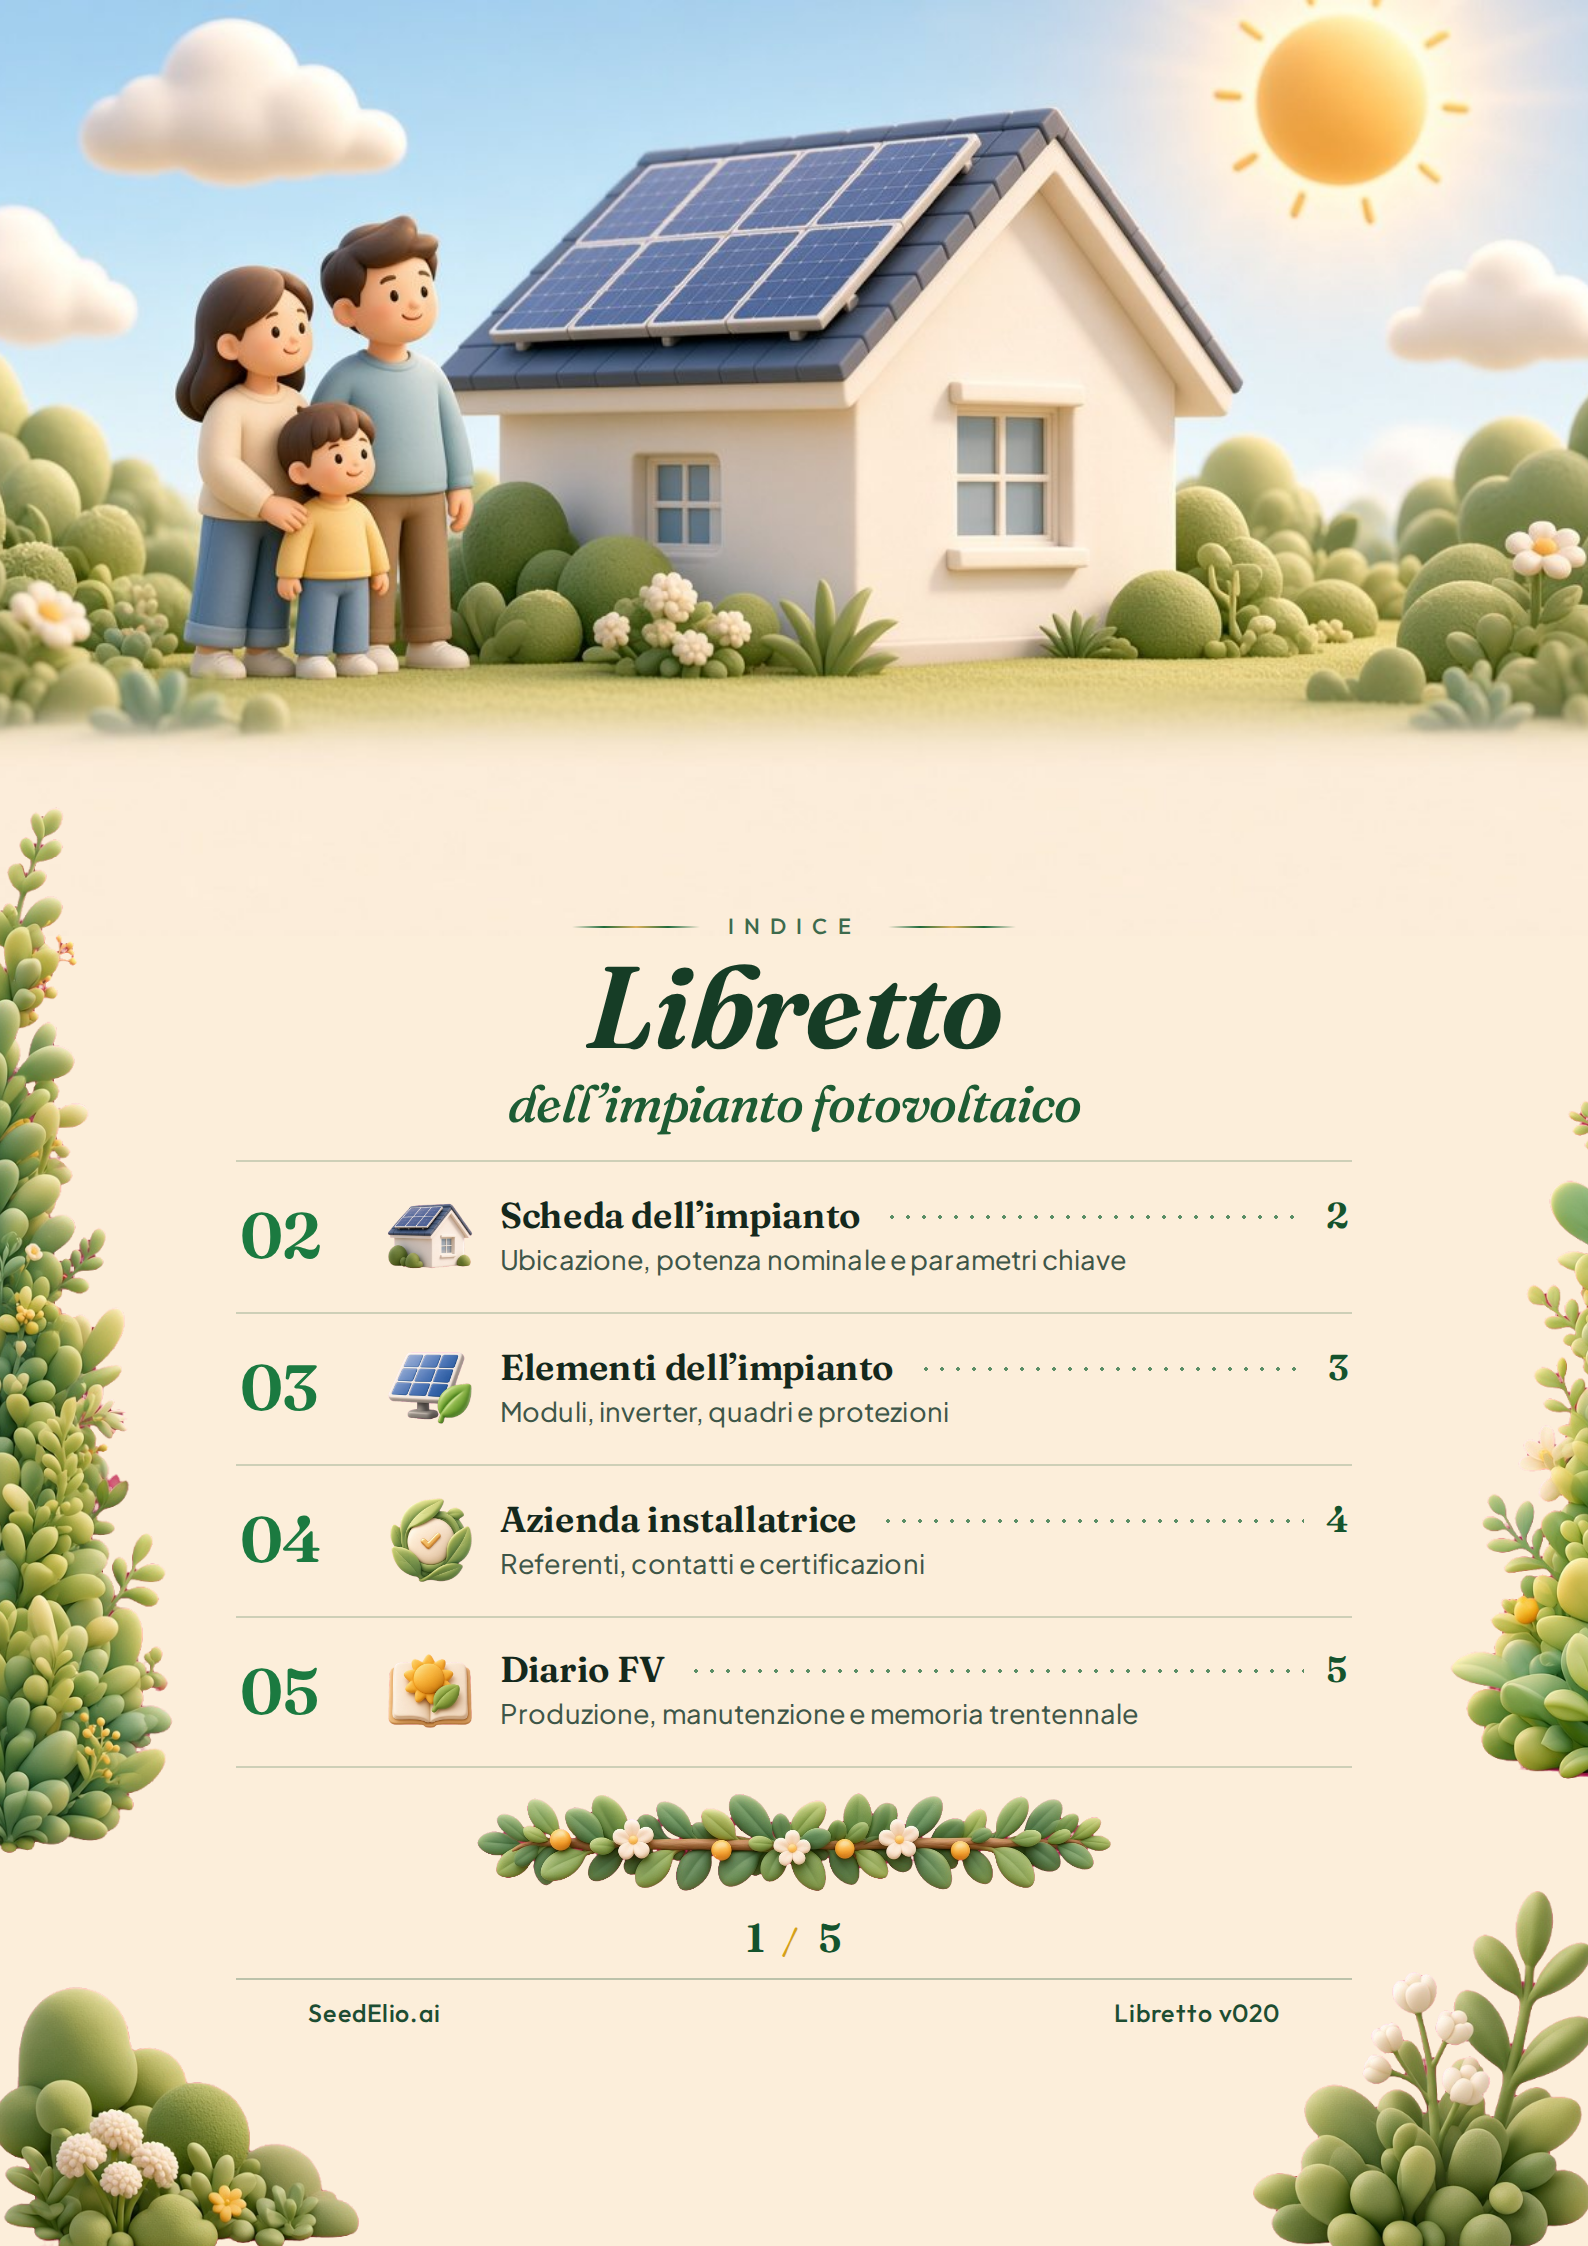 INDICE
Libretto
dell’impianto fotovoltaico
02 Scheda dell’impianto 2
Ubicazione, potenza nominale e parametri chiave
03 Elementi dell’impianto 3
Moduli, inverter, quadri e protezioni
04 Azienda installatrice 4
Referenti, contatti e certificazioni
05 Diario FV 5
Produzione, manutenzione e memoria trentennale
1 / 5
SeedElio.ai Libretto v020